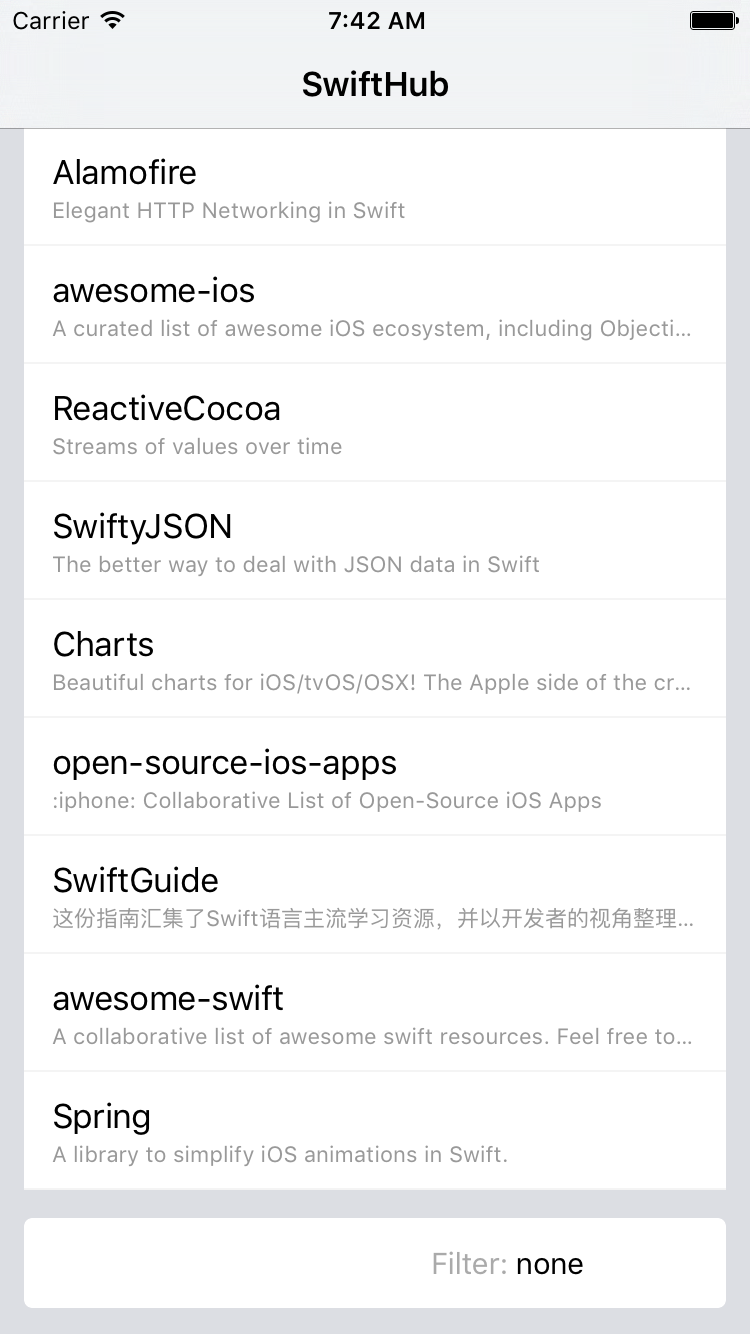 Carrier 7:42 AM
SwiftHub
Alamofire
Elegant HTTP Networking in Swift
awesome-ios
A curated list of awesome iOS ecosystem, including Objecti...
ReactiveCocoa
Streams of values over time
SwiftyJSON
The better way to deal with JSON data in Swift
Charts
Beautiful charts for iOS/tvOS/OSX! The Apple side of the cr...
open-source-ios-apps
:iphone: Collaborative List of Open-Source iOS Apps
SwiftGuide
这份指南汇集了Swift语言主流学习资源，并以开发者的视角整理...
awesome-swift
A collaborative list of awesome swift resources. Feel free to...
Spring
A library to simplify iOS animations in Swift.
Filter: none